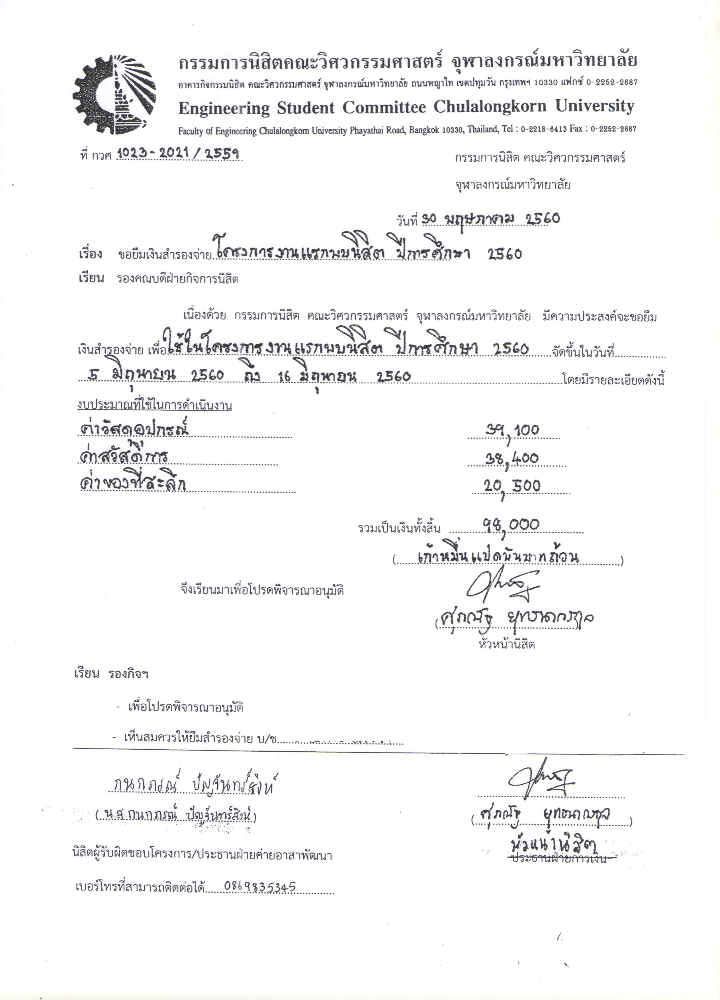 กรรมการนิสิตคณะวิศวกรรมศาสตร์ จุฬาลงกรณ์มหาวิทยาลัย
อาคารกิจกรรมนิสิต คณะวิศวกรรมศาสตร์ จุฬาลงกรณ์มหาวิทยาลัย ถนนพญาไท เขตปทุมวัน กรุงเทพฯ 10330 แฟกซ์ 0-2252-2687
Engineering Student Committee Chulalongkorn University
Faculty of Engineering Chulalongkorn University Phayathai Road, Bangkok 10330, Thailand, Tel : 0-2218-6413 Fax : 0-2252-2687
ที่ กวศ 1023-2021/2559
กรรมการนิสิต คณะวิศวกรรมศาสตร์
จุฬาลงกรณ์มหาวิทยาลัย
วันที่ 30 พฤษภาคม 2560
เรื่อง ขอยืมเงินสำรองจ่าย โครงการงานแรกพบนิสิต ปีการศึกษา 2560
เรียน รองคณบดีฝ่ายกิจการนิสิต
เนื่องด้วย กรรมการนิสิต คณะวิศวกรรมศาสตร์ จุฬาลงกรณ์มหาวิทยาลัย มีความประสงค์จะขอยืม
เงินสำรองจ่าย เพื่อ ใช้ในโครงการงานแรกพบนิสิต ปีการศึกษา 2560 จัดขึ้นในวันที่
5 มิถุนายน 2560 ถึง 16 มิถุนายน 2560 โดยมีรายละเอียดดังนี้
งบประมาณที่ใช้ในการดำเนินงาน
ค่าวัสดุอุปกรณ์ 39,100
ค่าสวัสดิการ 38,400
ค่าของที่ระลึก 20,500
รวมเป็นเงินทั้งสิ้น 98,000
(เก้าหมื่นแปดพันบาทถ้วน)
จึงเรียนมาเพื่อโปรดพิจารณาอนุมัติ
(ศุภณัฐ)
หัวหน้านิสิต
เรียน รองกิจฯ
- เพื่อโปรดพิจารณาอนุมัติ
- เห็นสมควรให้ยืมสำรองจ่าย บ/ช
กนกภรณ์ ปัญจันทร์สิงห์
(น.ส.กนกภรณ์ ปัญจันทร์สิงห์)
(ศุภณัฐ)
หัวหน้านิสิต
ประธานฝ่ายการเงิน
นิสิตผู้รับผิดชอบโครงการ/ประธานฝ่ายค่ายอาสาพัฒนา
เบอร์โทรที่สามารถติดต่อได้ 0869835345